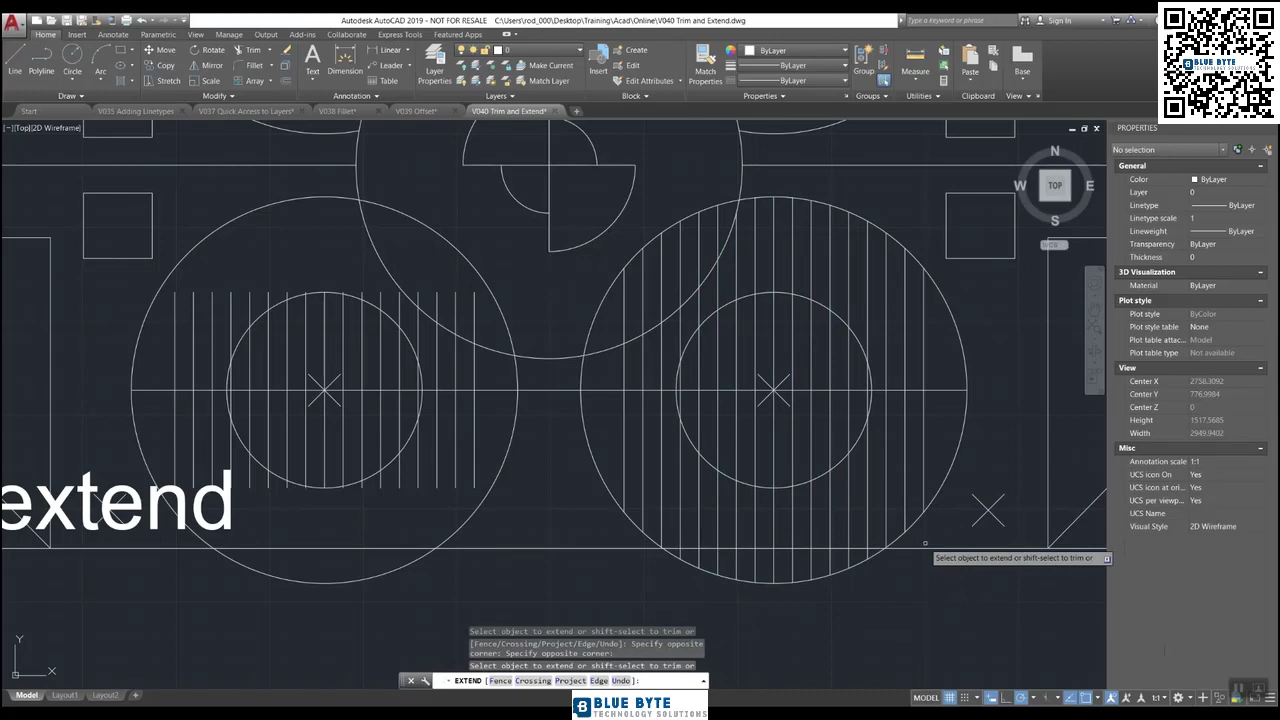 Autodesk AutoCAD 2019 - NOT FOR RESALE C:\Users\rod_000\Desktop\Training\Acad\Online\V040 Trim and Extend.dwg
Type a keyword or phrase
Sign In
Home Insert Annotate Parametric View Manage Output Add-ins Collaborate Express Tools Featured Apps
Line Polyline Circle Arc
Move Rotate Trim
Copy Mirror Fillet
Stretch Scale Array
Text Dimension
Linear
Leader
Table
Layer Properties
0
Make Current
Match Layer
Insert
Create
Edit
Edit Attributes
Match Properties
ByLayer
ByLayer
ByLayer
Group Measure Paste Base
Draw Modify Annotation Layers Block Properties Groups Utilities Clipboard View
Start V035 Adding Linetypes V037 Quick Access to Layers* V038 Fillet* V039 Offset* V040 Trim and Extend*
[−][Top][2D Wireframe]
N
W TOP E
S
WCS
extend
Select object to extend or shift-select to trim or
Select object to extend or shift-select to trim or
[Fence/Crossing/Project/Edge/Undo]: Specify opposite
corner: Specify opposite corner:
Select object to extend or shift-select to trim or
EXTEND [Fence Crossing Project Edge Undo]:
Y
X
Model Layout1 Layout2
MODEL
1:1
PROPERTIES
No selection
General
Color ByLayer
Layer 0
Linetype ByLayer
Linetype scale 1
Lineweight ByLayer
Transparency ByLayer
Thickness 0
3D Visualization
Material ByLayer
Plot style
Plot style ByColor
Plot style table None
Plot table attac... Model
Plot table type Not available
View
Center X 2758.3092
Center Y 776.9984
Center Z 0
Height 1517.5685
Width 2949.9402
Misc
Annotation scale 1:1
UCS icon On Yes
UCS icon at ori... Yes
UCS per viewp... Yes
UCS Name
Visual Style 2D Wireframe
BLUE BYTE
BLUE BYTE
TECHNOLOGY SOLUTIONS